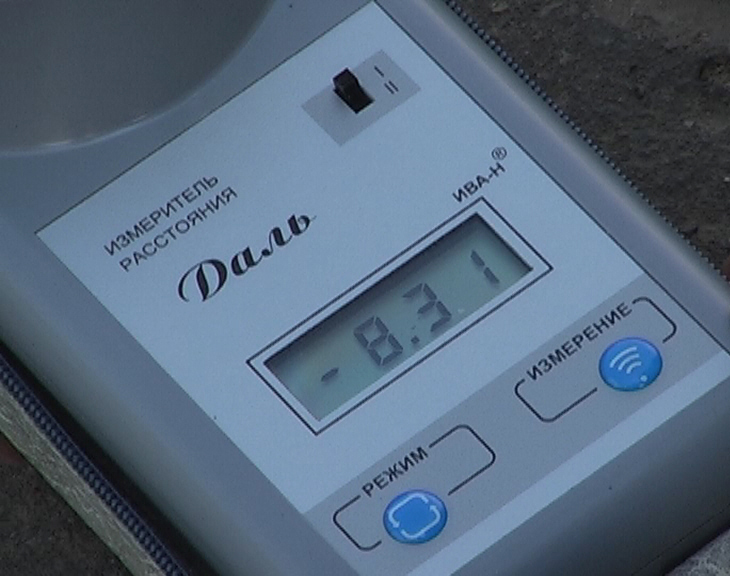 I
II
ИЗМЕРИТЕЛЬ
РАССТОЯНИЯ
Даль
ИВА-Н®
- 8.3.1
ИЗМЕРЕНИЕ
РЕЖИМ